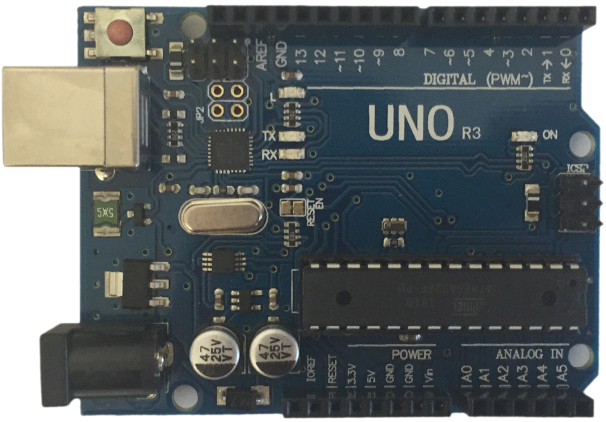 AREF
GND
13
12
~11
~10
~9
8
7
~6
~5
4
~3
2
TX→1
RX←0
DIGITAL (PWM~)
JP2
UNO R3
TX
RX
ON
ICSP
5X5
RESET
EN
47
25V
VT
47
25V
VT
POWER
ANALOG IN
IOREF
RESET
3.3V
5V
GND
GND
Vin
A0
A1
A2
A3
A4
A5